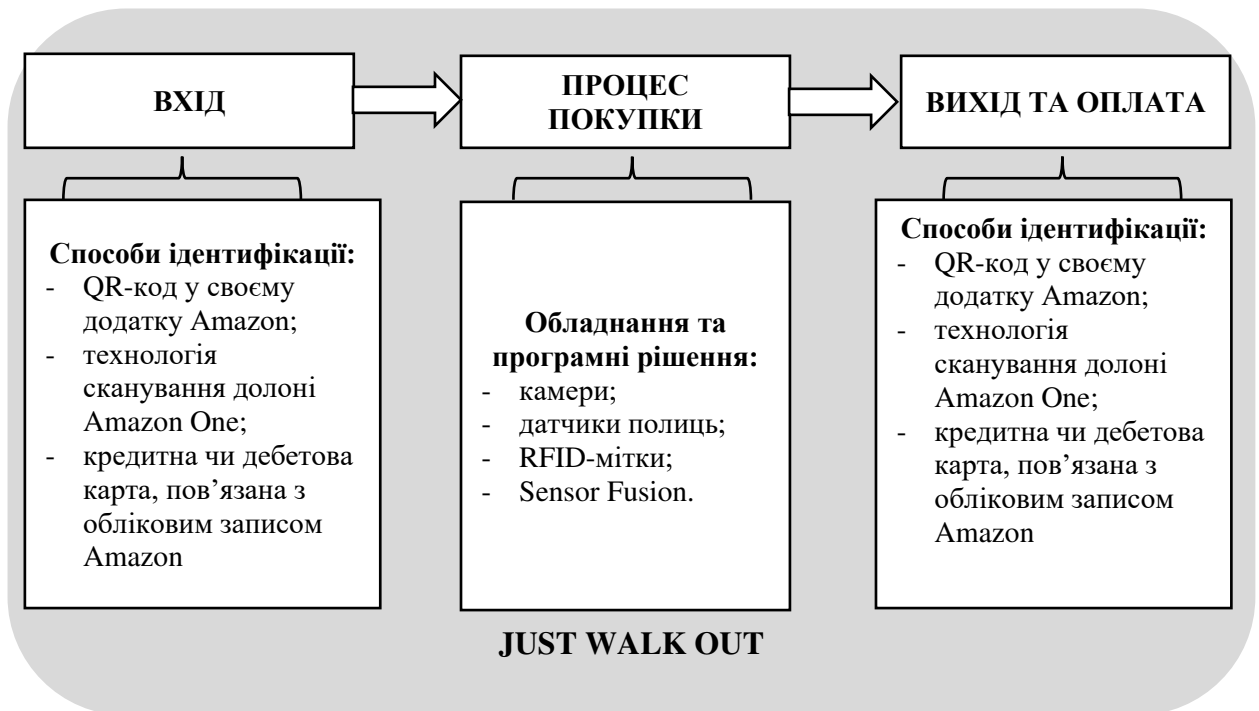 ВХІД
ПРОЦЕС
ПОКУПКИ
ВИХІД ТА ОПЛАТА
Способи ідентифікації:
- QR-код у своєму
додатку Amazon;
- технологія
сканування долоні
Amazon One;
- кредитна чи дебетова
карта, пов’язана з
обліковим записом
Amazon
Обладнання та
програмні рішення:
- камери;
- датчики полиць;
- RFID-мітки;
- Sensor Fusion.
Способи ідентифікації:
- QR-код у своєму
додатку Amazon;
- технологія
сканування долоні
Amazon One;
- кредитна чи дебетова
карта, пов’язана з
обліковим записом
Amazon
JUST WALK OUT